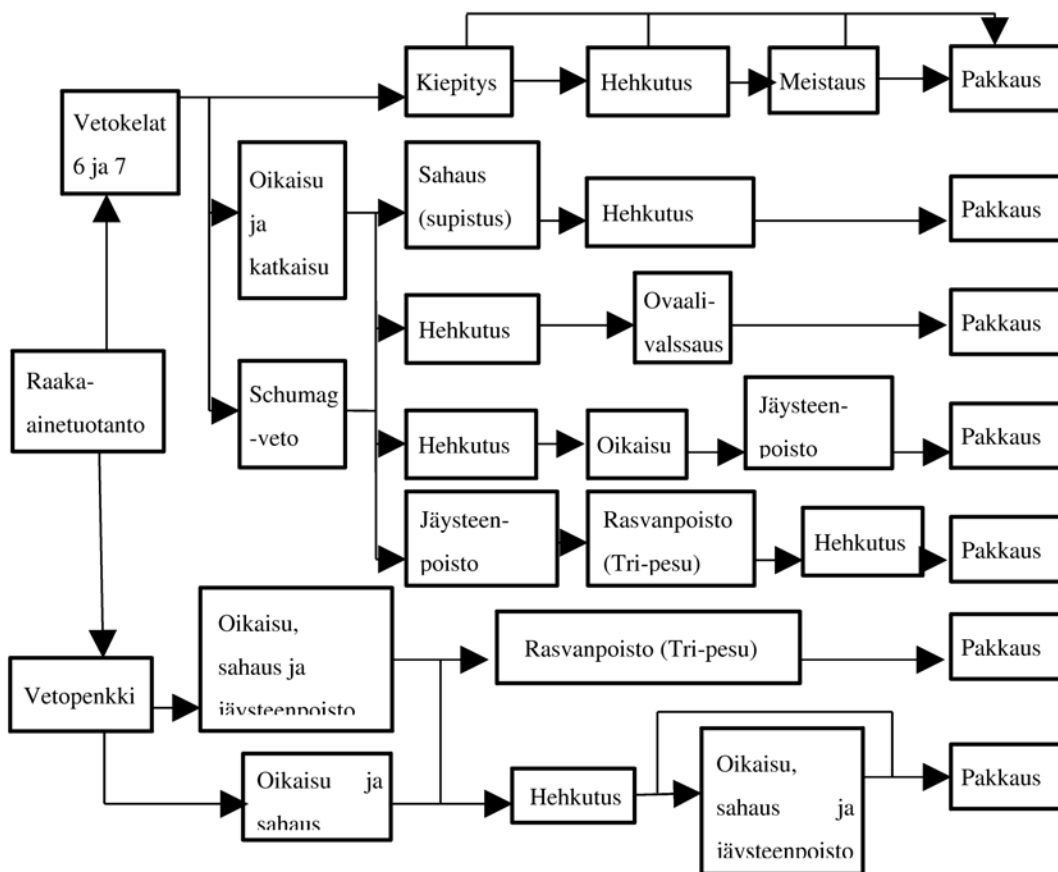 Kiepitys
Hehkutus
Meistaus
Pakkaus
Vetokelat
6 ja 7
Oikaisu
ja
katkaisu
Sahaus
(supistus)
Hehkutus
Pakkaus
Hehkutus
Ovaali-
valssaus
Pakkaus
Raaka-
ainetuotanto
Schumag
-veto
Hehkutus
Oikaisu
Jäysteen-
poisto
Pakkaus
Jäysteen-
poisto
Rasvanpoisto
(Tri-pesu)
Hehkutus
Pakkaus
Vetopenkki
Oikaisu,
sahaus ja
jäysteenpoisto
Rasvanpoisto (Tri-pesu)
Pakkaus
Oikaisu ja
sahaus
Hehkutus
Oikaisu,
sahaus ja
jäysteenpoisto
Pakkaus